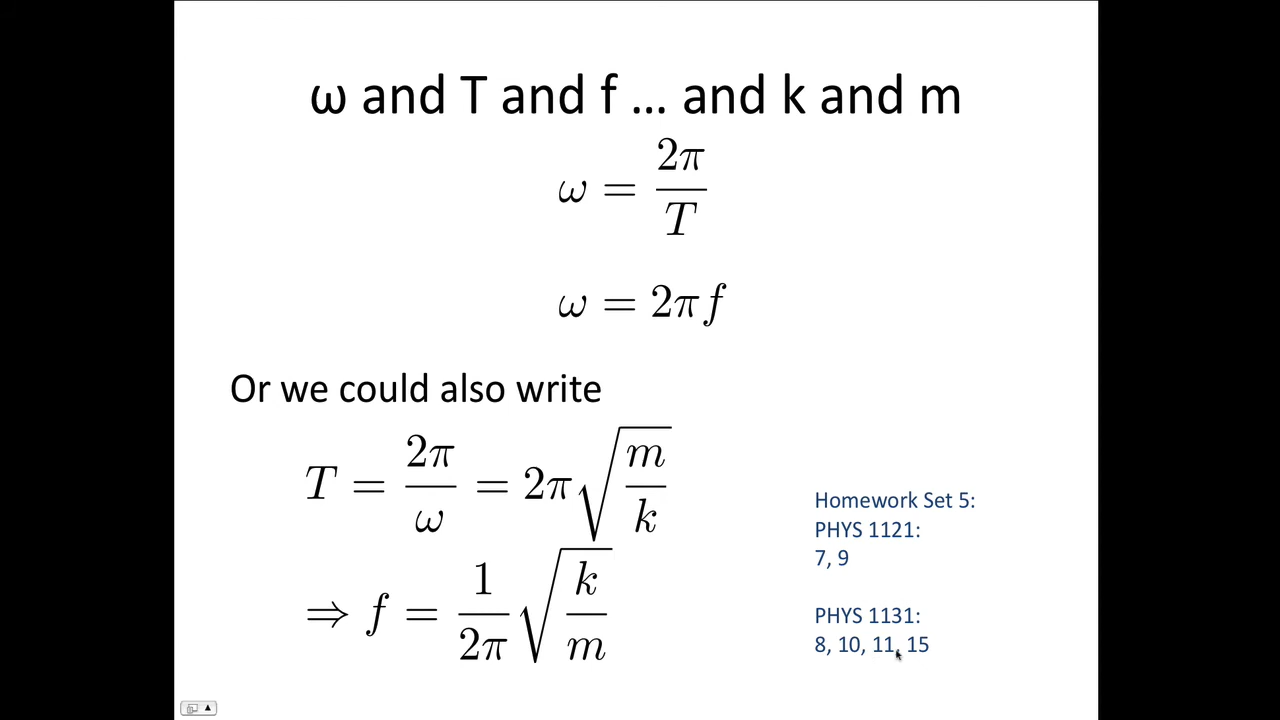 ω and T and f ... and k and m
ω = 2π/T
ω = 2πf
Or we could also write
T = 2π/ω = 2π√(m/k)
⇒ f = 1/2π √(k/m)
Homework Set 5:
PHYS 1121:
7, 9
PHYS 1131:
8, 10, 11, 15